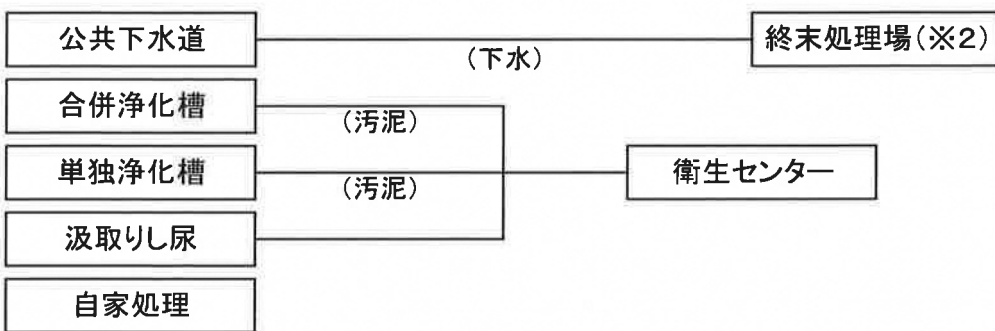 公共下水道
(下水)
終末処理場(※2)
合併浄化槽
(汚泥)
単独浄化槽
(汚泥)
衛生センター
汲取りし尿
自家処理